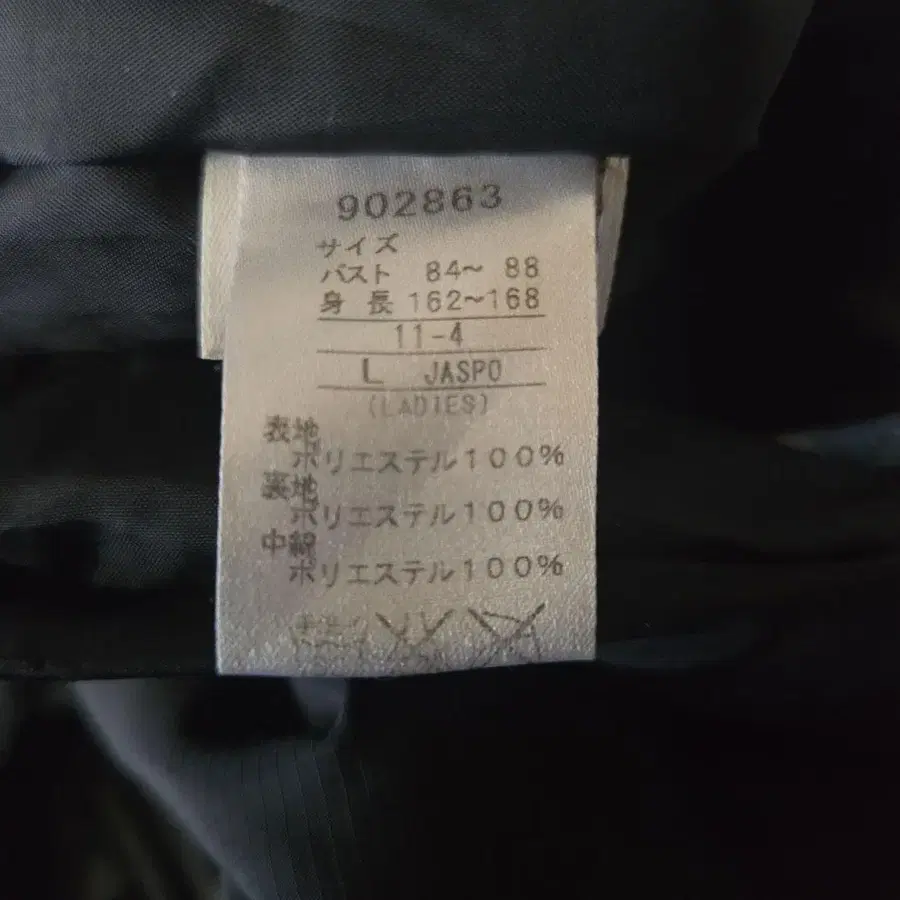 902863
サイズ
バスト 84～ 88
身 長 162～168
11-4
L JASPO
(LADIES)
表地
ポリエステル100%
裏地
ポリエステル100%
中綿
ポリエステル100%